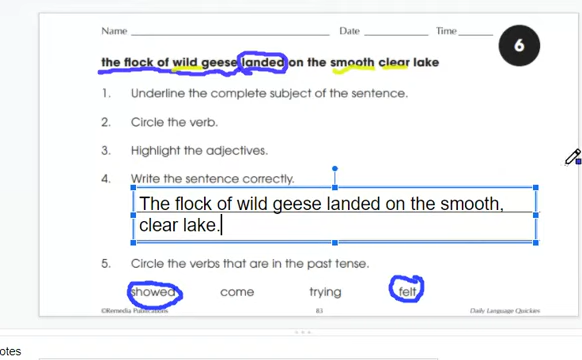 Name Date Time 6
the flock of wild geese landed on the smooth clear lake
1. Underline the complete subject of the sentence.
2. Circle the verb.
3. Highlight the adjectives.
4. Write the sentence correctly.
The flock of wild geese landed on the smooth,
clear lake.
5. Circle the verbs that are in the past tense.
showed come trying felt
©Remedia Publications 83 Daily Language Quickies
otes